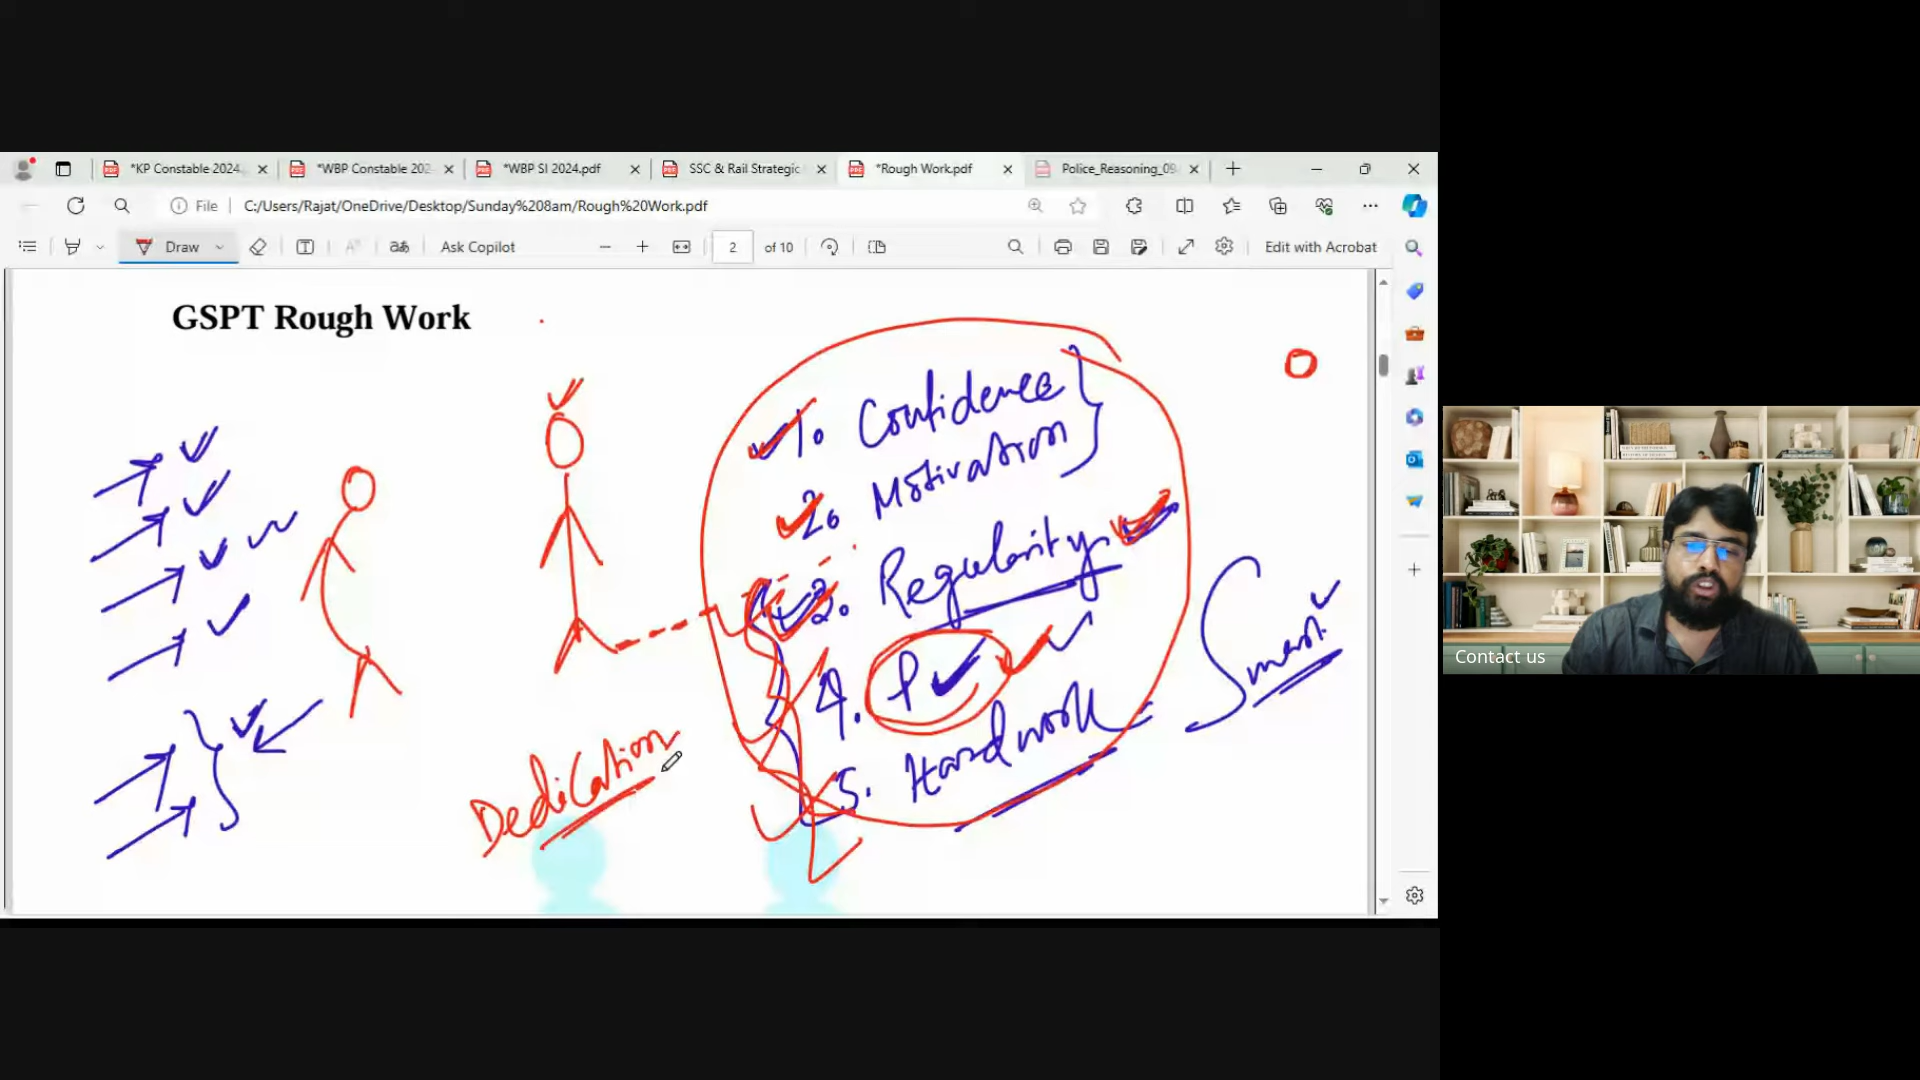 *KP Constable 2024
*WBP Constable 202
*WBP SI 2024.pdf
SSC & Rail Strategic
*Rough Work.pdf
Police_Reasoning_09
File
C:/Users/Rajat/OneDrive/Desktop/Sunday%208am/Rough%20Work.pdf
Draw
Ask Copilot
2
of 10
Edit with Acrobat
GSPT Rough Work
1. Confidence
2. Motivation
3. Regularity
4. P
5. Hardwork
Smart
Dedication
Contact us